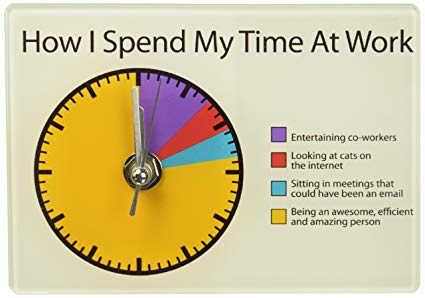 How I Spend My Time At Work
Entertaining co-workers
Looking at cats on
the internet
Sitting in meetings that
could have been an email
Being an awesome, efficient
and amazing person